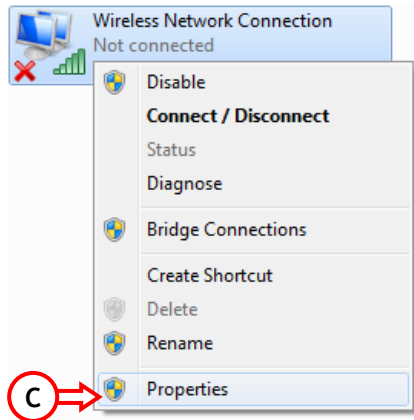 Wireless Network Connection
Not connected
Disable
Connect / Disconnect
Status
Diagnose
Bridge Connections
Create Shortcut
Delete
Rename
C
Properties